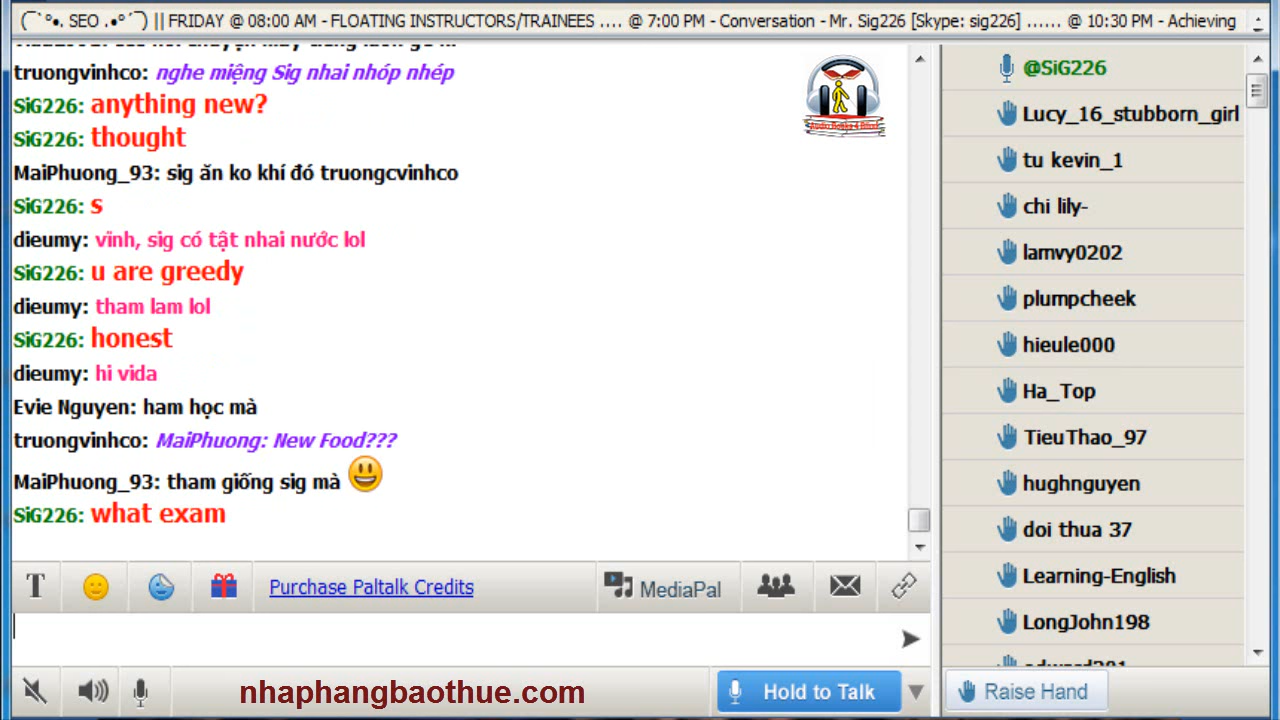 (¯`°•. SEO .•°´¯) || FRIDAY @ 08:00 AM - FLOATING INSTRUCTORS/TRAINEES .... @ 7:00 PM - Conversation - Mr. Sig226 [Skype: sig226] ...... @ 10:30 PM - Achieving
truongvinhco: nghe miệng Sig nhai nhóp nhép
SiG226: anything new?
SiG226: thought
MaiPhuong_93: sig ăn ko khí đó truongcvinhco
SiG226: s
dieumy: vĩnh, sig có tật nhai nước lol
SiG226: u are greedy
dieumy: tham lam lol
SiG226: honest
dieumy: hi vida
Evie Nguyen: ham học mà
truongvinhco: MaiPhuong: New Food???
MaiPhuong_93: tham giống sig mà
SiG226: what exam
Purchase Paltalk Credits
MediaPal
nhaphangbaothue.com
Hold to Talk
@SiG226
Lucy_16_stubborn_girl
tu kevin_1
chi lily-
lamvy0202
plumpcheek
hieule000
Ha_Top
TieuThao_97
hughnguyen
doi thua 37
Learning-English
LongJohn198
Raise Hand